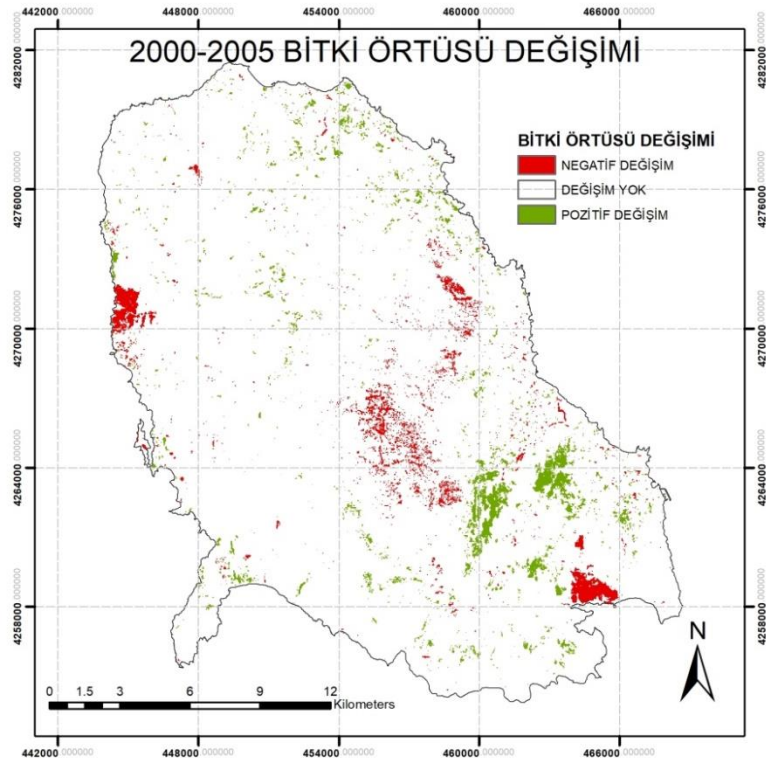 442000.000000 448000.000000 454000.000000 460000.000000 466000.000000
2000-2005 BİTKİ ÖRTÜSÜ DEĞİŞİMİ
4282000.000000 4282000.000000
BİTKİ ÖRTÜSÜ DEĞİŞİMİ
NEGATİF DEĞİŞİM
DEĞİŞİM YOK
POZİTİF DEĞİŞİM
4276000.000000 4276000.000000
4270000.000000 4270000.000000
4264000.000000 4264000.000000
4258000.000000 4258000.000000
N
0 1.5 3 6 9 12
Kilometers
442000.000000 448000.000000 454000.000000 460000.000000 466000.000000